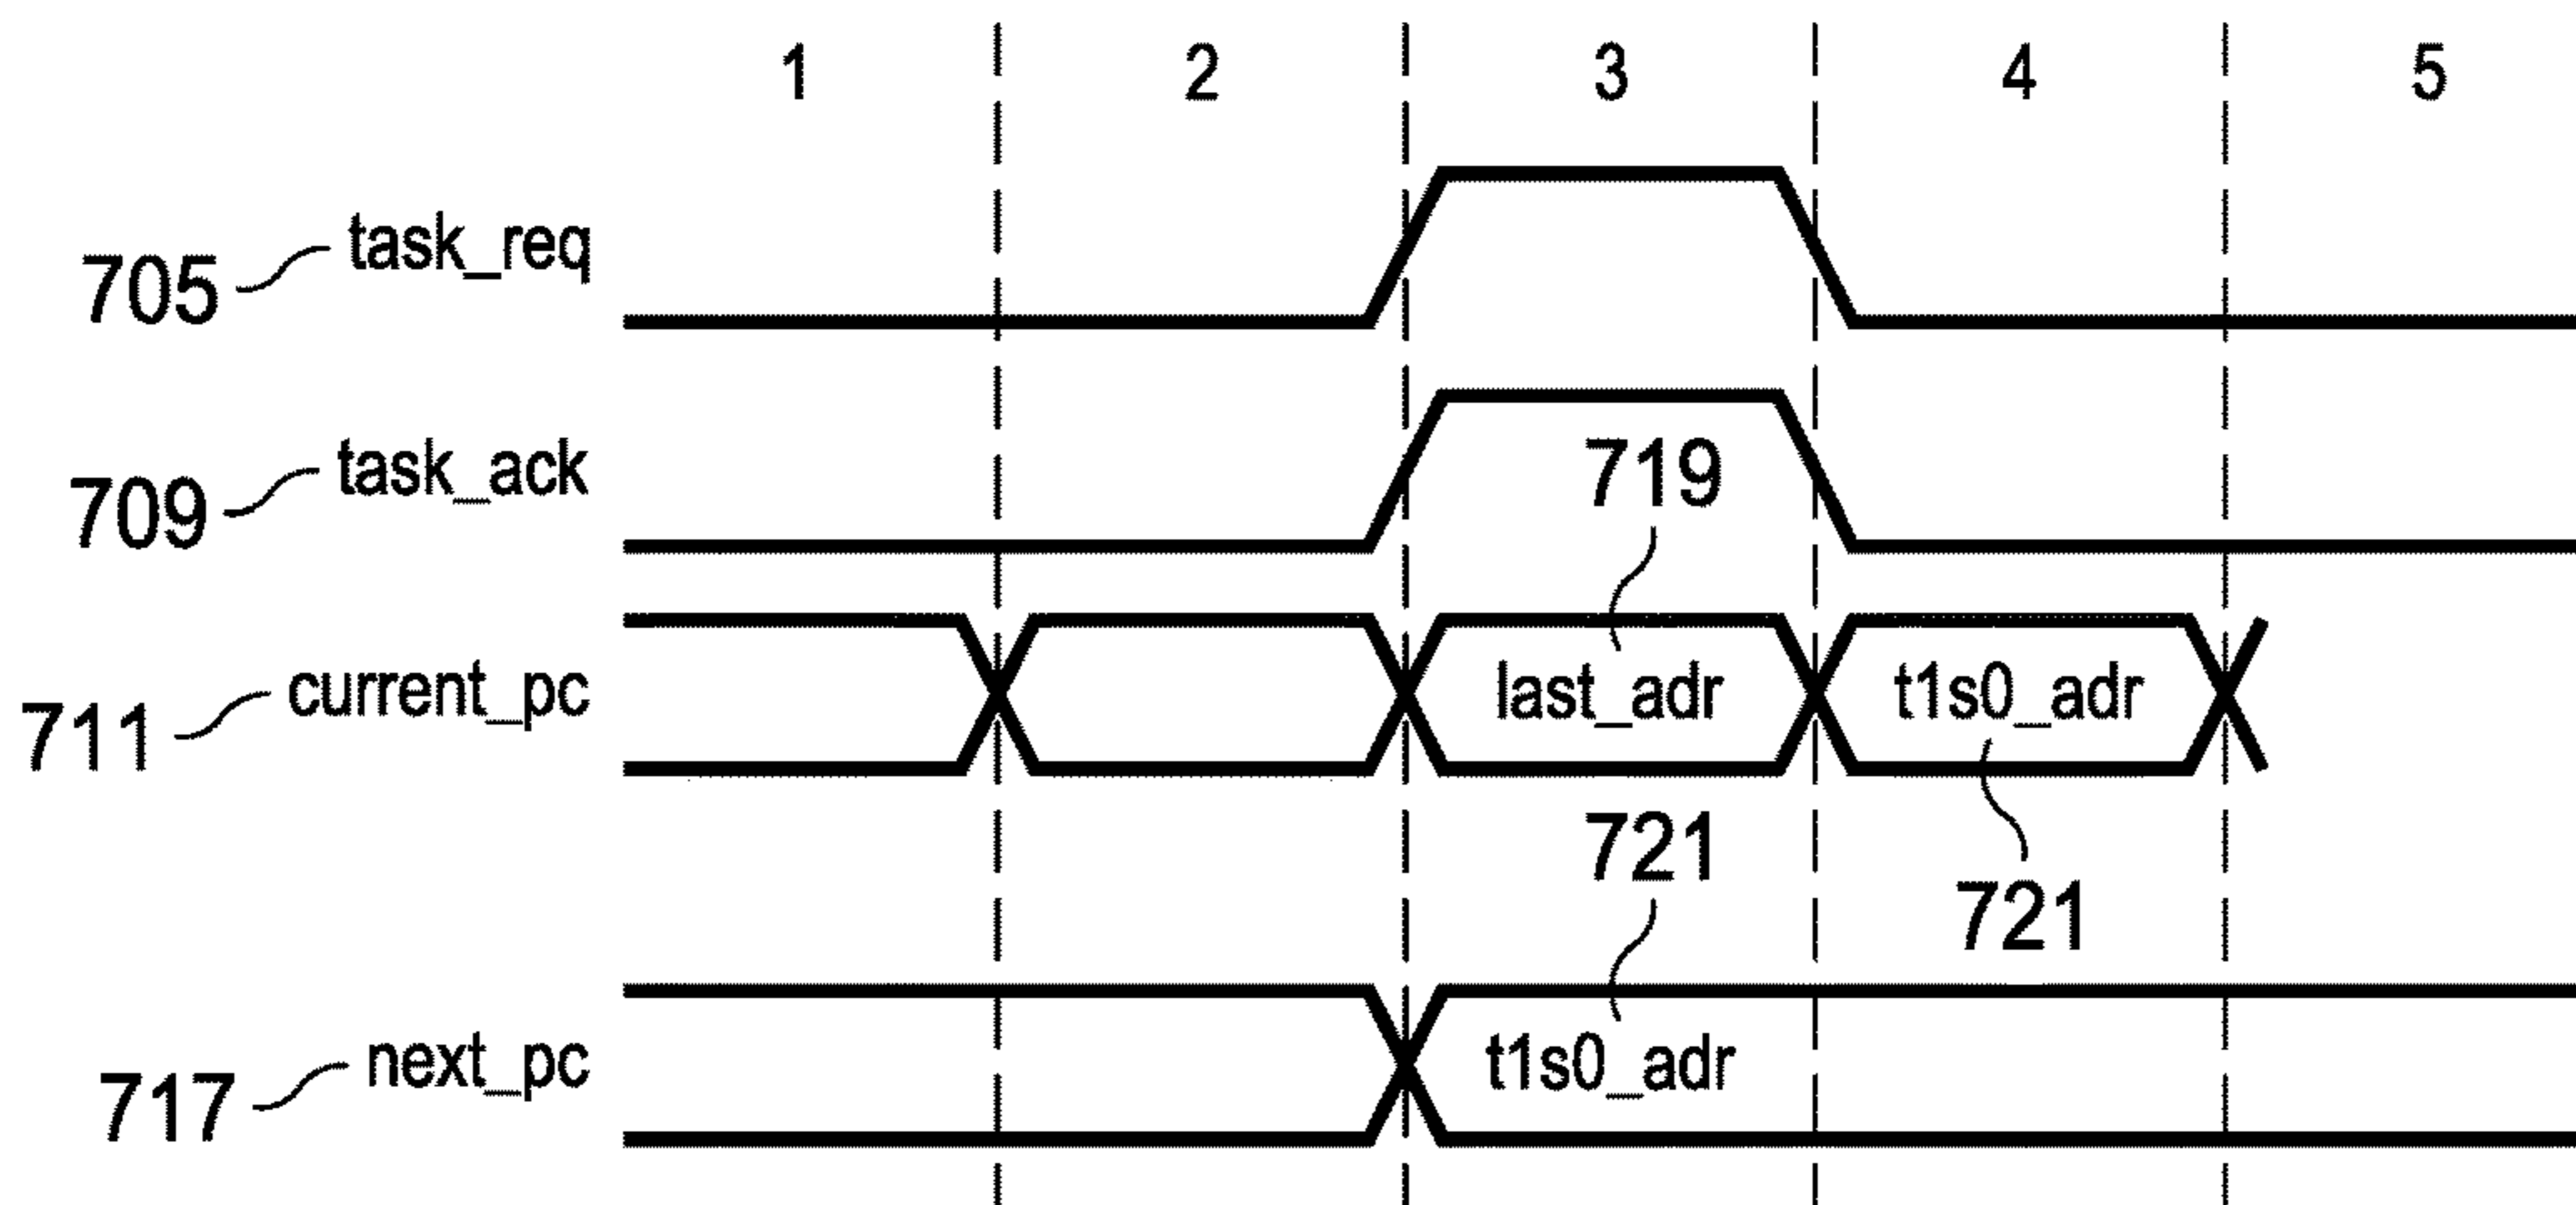 1 2 3 4 5
705 task_req
709 task_ack
719
711 current_pc last_adr t1s0_adr
721
721
717 next_pc t1s0_adr